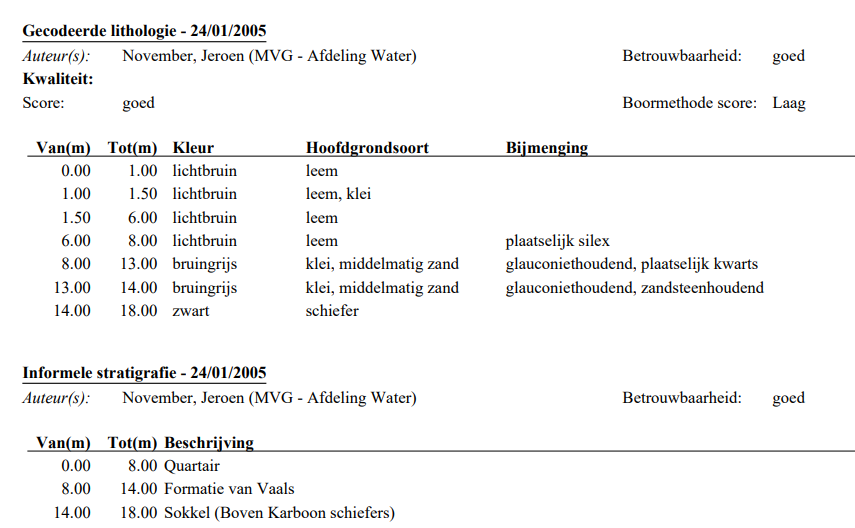 Gecodeerde lithologie - 24/01/2005
Auteur(s): November, Jeroen (MVG - Afdeling Water) Betrouwbaarheid: goed
Kwaliteit:
Score: goed Boormethode score: Laag
Van(m) Tot(m) Kleur Hoofdgrondsoort Bijmenging
0.00 1.00 lichtbruin leem
1.00 1.50 lichtbruin leem, klei
1.50 6.00 lichtbruin leem
6.00 8.00 lichtbruin leem plaatselijk silex
8.00 13.00 bruingrijs klei, middelmatig zand glauconiethoudend, plaatselijk kwarts
13.00 14.00 bruingrijs klei, middelmatig zand glauconiethoudend, zandsteenhoudend
14.00 18.00 zwart schiefer
Informele stratigrafie - 24/01/2005
Auteur(s): November, Jeroen (MVG - Afdeling Water) Betrouwbaarheid: goed
Van(m) Tot(m) Beschrijving
0.00 8.00 Quartair
8.00 14.00 Formatie van Vaals
14.00 18.00 Sokkel (Boven Karboon schiefers)